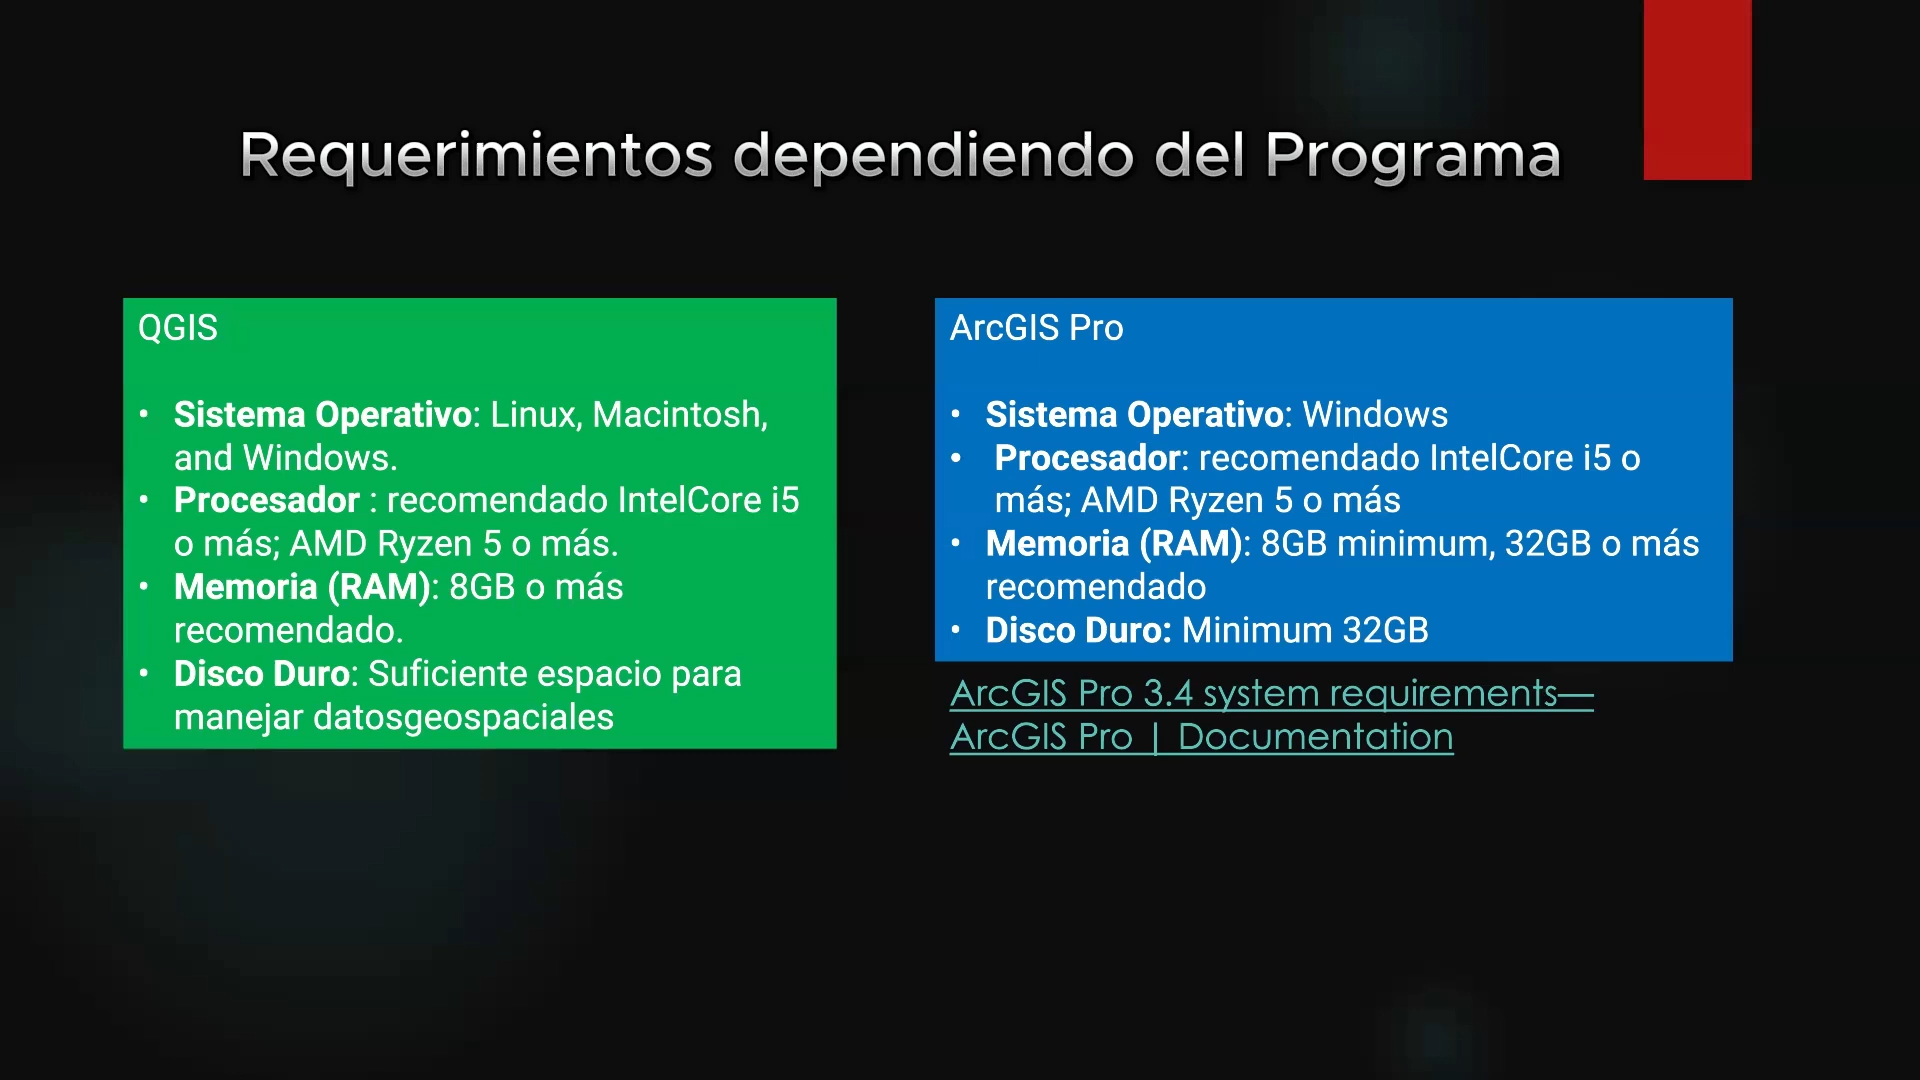 Requerimientos dependiendo del Programa
QGIS
• Sistema Operativo: Linux, Macintosh,
and Windows.
• Procesador : recomendado IntelCore i5
o más; AMD Ryzen 5 o más.
• Memoria (RAM): 8GB o más
recomendado.
• Disco Duro: Suficiente espacio para
manejar datosgeospaciales
ArcGIS Pro
• Sistema Operativo: Windows
• Procesador: recomendado IntelCore i5 o
más; AMD Ryzen 5 o más
• Memoria (RAM): 8GB minimum, 32GB o más
recomendado
• Disco Duro: Minimum 32GB
ArcGIS Pro 3.4 system requirements—
ArcGIS Pro | Documentation